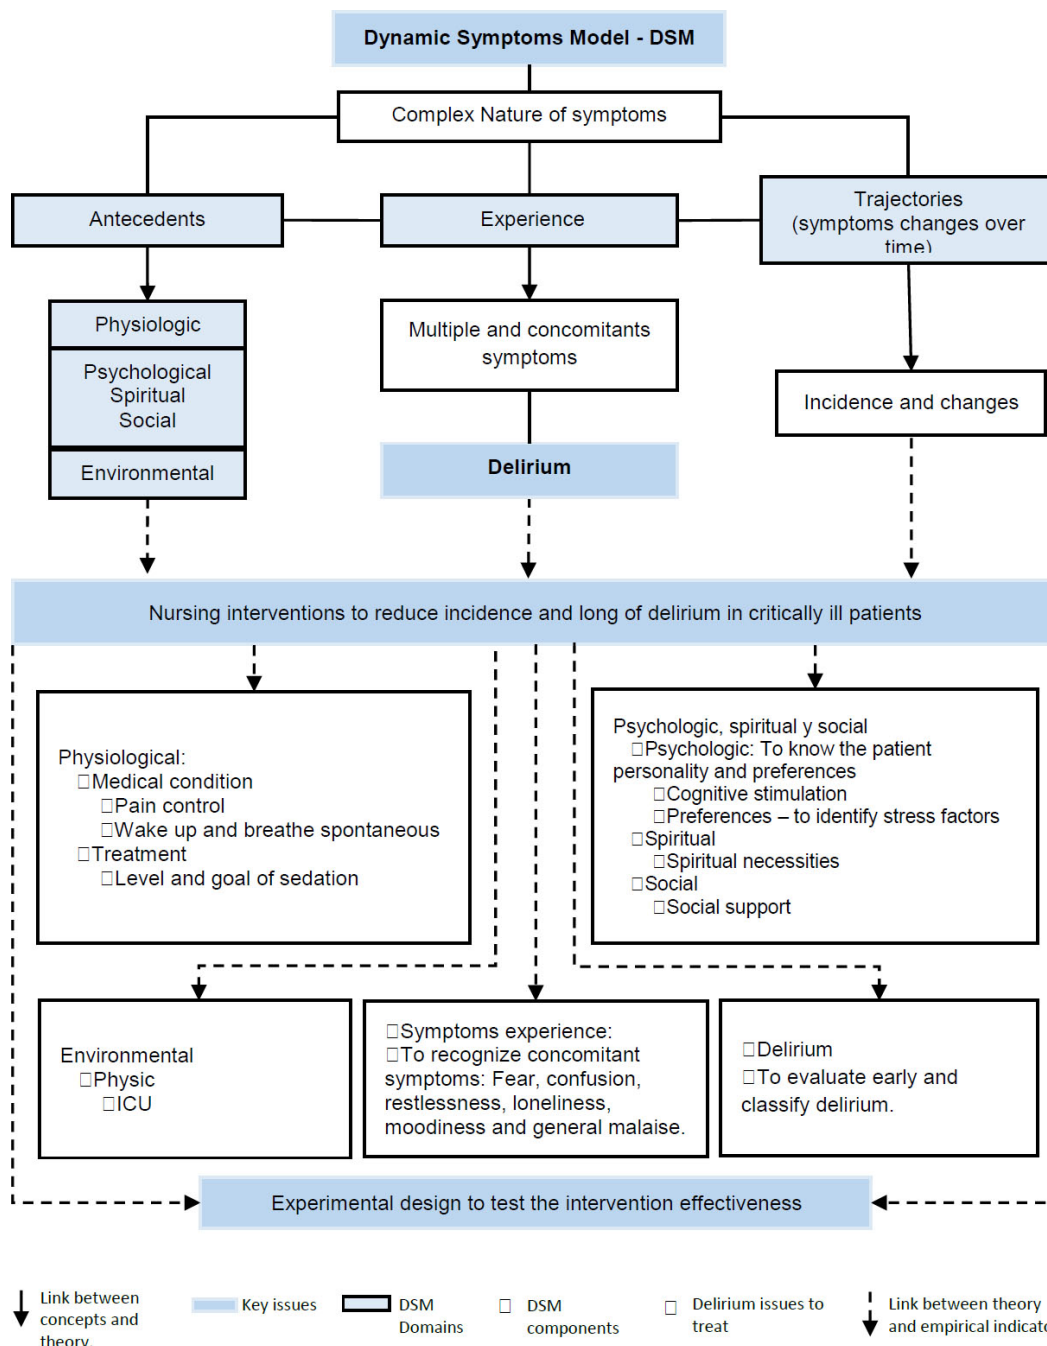 Dynamic Symptoms Model - DSM
Complex Nature of symptoms
Antecedents
Experience
Trajectories
(symptoms changes over
time)
Physiologic
Psychological
Spiritual
Social
Environmental
Multiple and concomitants
symptoms
Delirium
Incidence and changes
Nursing interventions to reduce incidence and long of delirium in critically ill patients
Physiological:
□Medical condition
□Pain control
□Wake up and breathe spontaneous
□Treatment
□Level and goal of sedation
Psychologic, spiritual y social
□Psychologic: To know the patient
personality and preferences
□Cognitive stimulation
□Preferences – to identify stress factors
□Spiritual
□Spiritual necessities
□Social
□Social support
Environmental
□Physic
□ICU
□Symptoms experience:
□To recognize concomitant
symptoms: Fear, confusion,
restlessness, loneliness,
moodiness and general malaise.
□Delirium
□To evaluate early and
classify delirium.
Experimental design to test the intervention effectiveness
Link between
concepts and
theory.
Key issues
DSM
Domains
□ DSM
components
□ Delirium issues to
treat
Link between theory
and empirical indicato